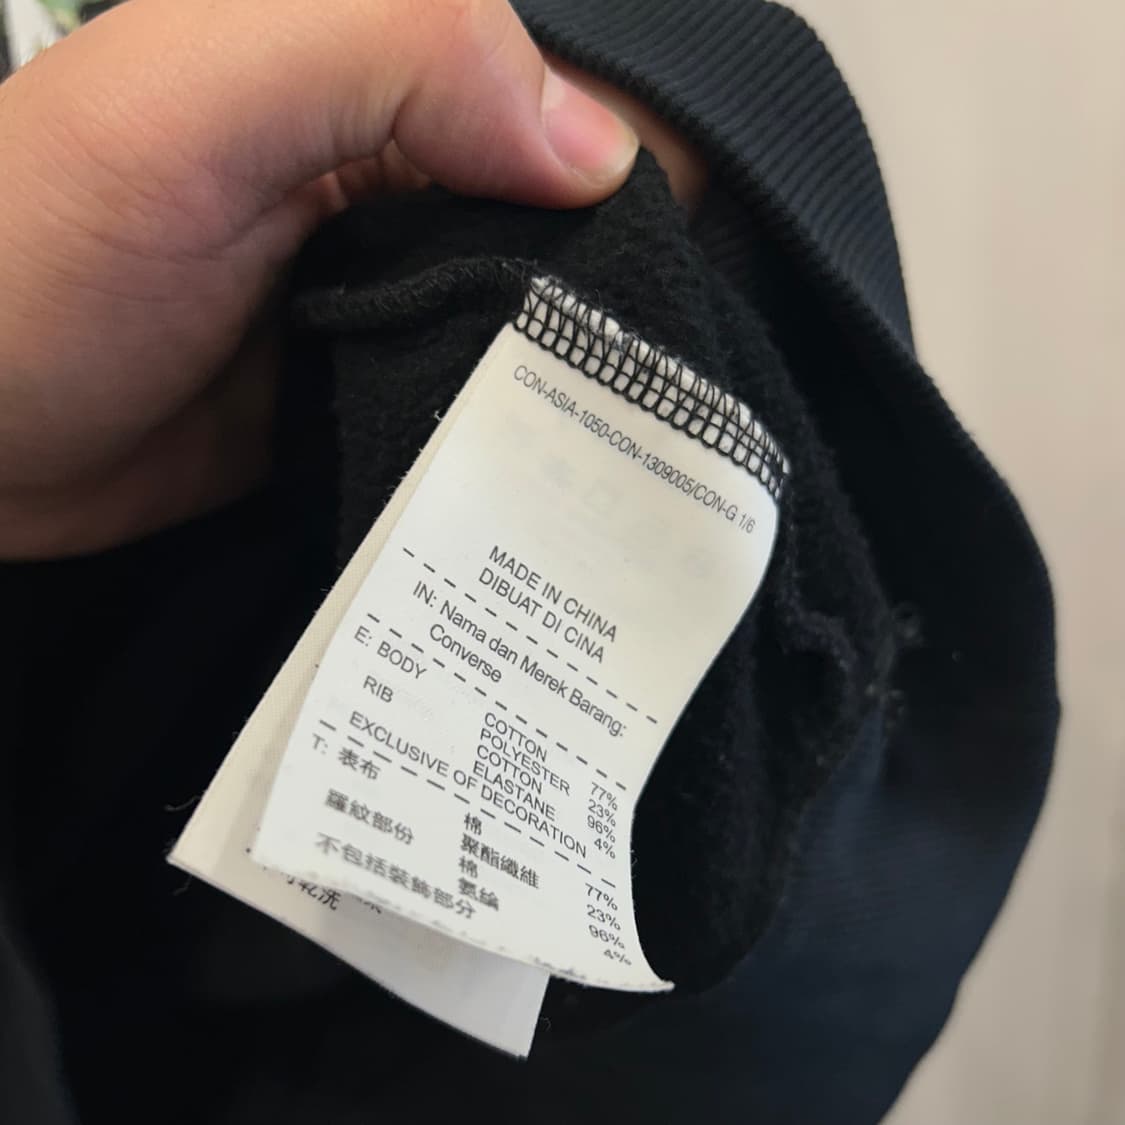 CON-ASIA-1050-CON-1309005/CON-G 1/6
MADE IN CHINA
DIBUAT DI CINA
IN: Nama dan Merek Barang:
Converse
E: BODY COTTON 77%
POLYESTER 23%
RIB COTTON 96%
ELASTANE 4%
EXCLUSIVE OF DECORATION
T: 表布 棉 77%
聚酯纖維 23%
羅紋部份 棉 96%
氨綸 4%
不包括裝飾部分
乾洗